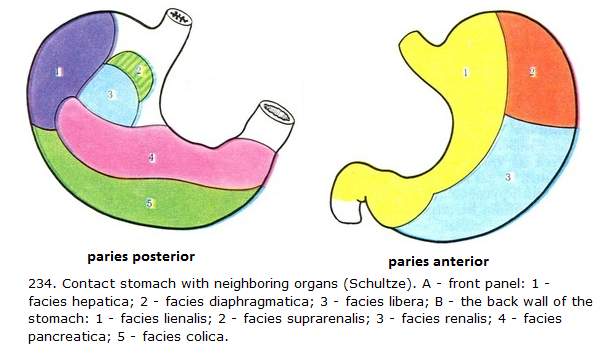 1
2
3
4
5
1
2
3
paries posterior
paries anterior
234. Contact stomach with neighboring organs (Schultze). A - front panel: 1 -
facies hepatica; 2 - facies diaphragmatica; 3 - facies libera; B - the back wall of the
stomach: 1 - facies lienalis; 2 - facies suprarenalis; 3 - facies renalis; 4 - facies
pancreatica; 5 - facies colica.